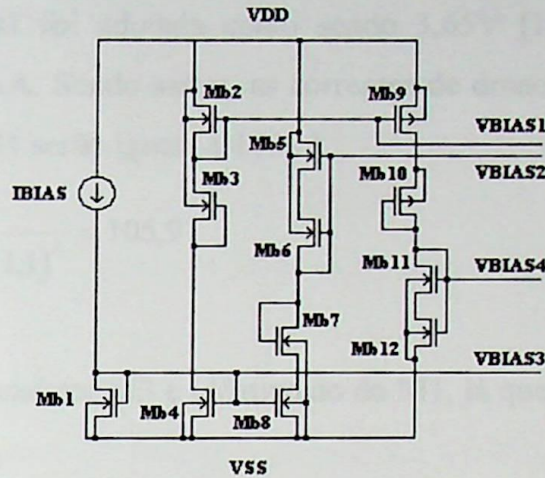 VDD
Mb2
Mb9
VBIAS1
Mb5
VBIAS2
Mb3
Mb10
IBIAS
Mb6
Mb11
VBIAS4
Mb7
Mb12
VBIAS3
Mb1
Mb4
Mb8
VSS